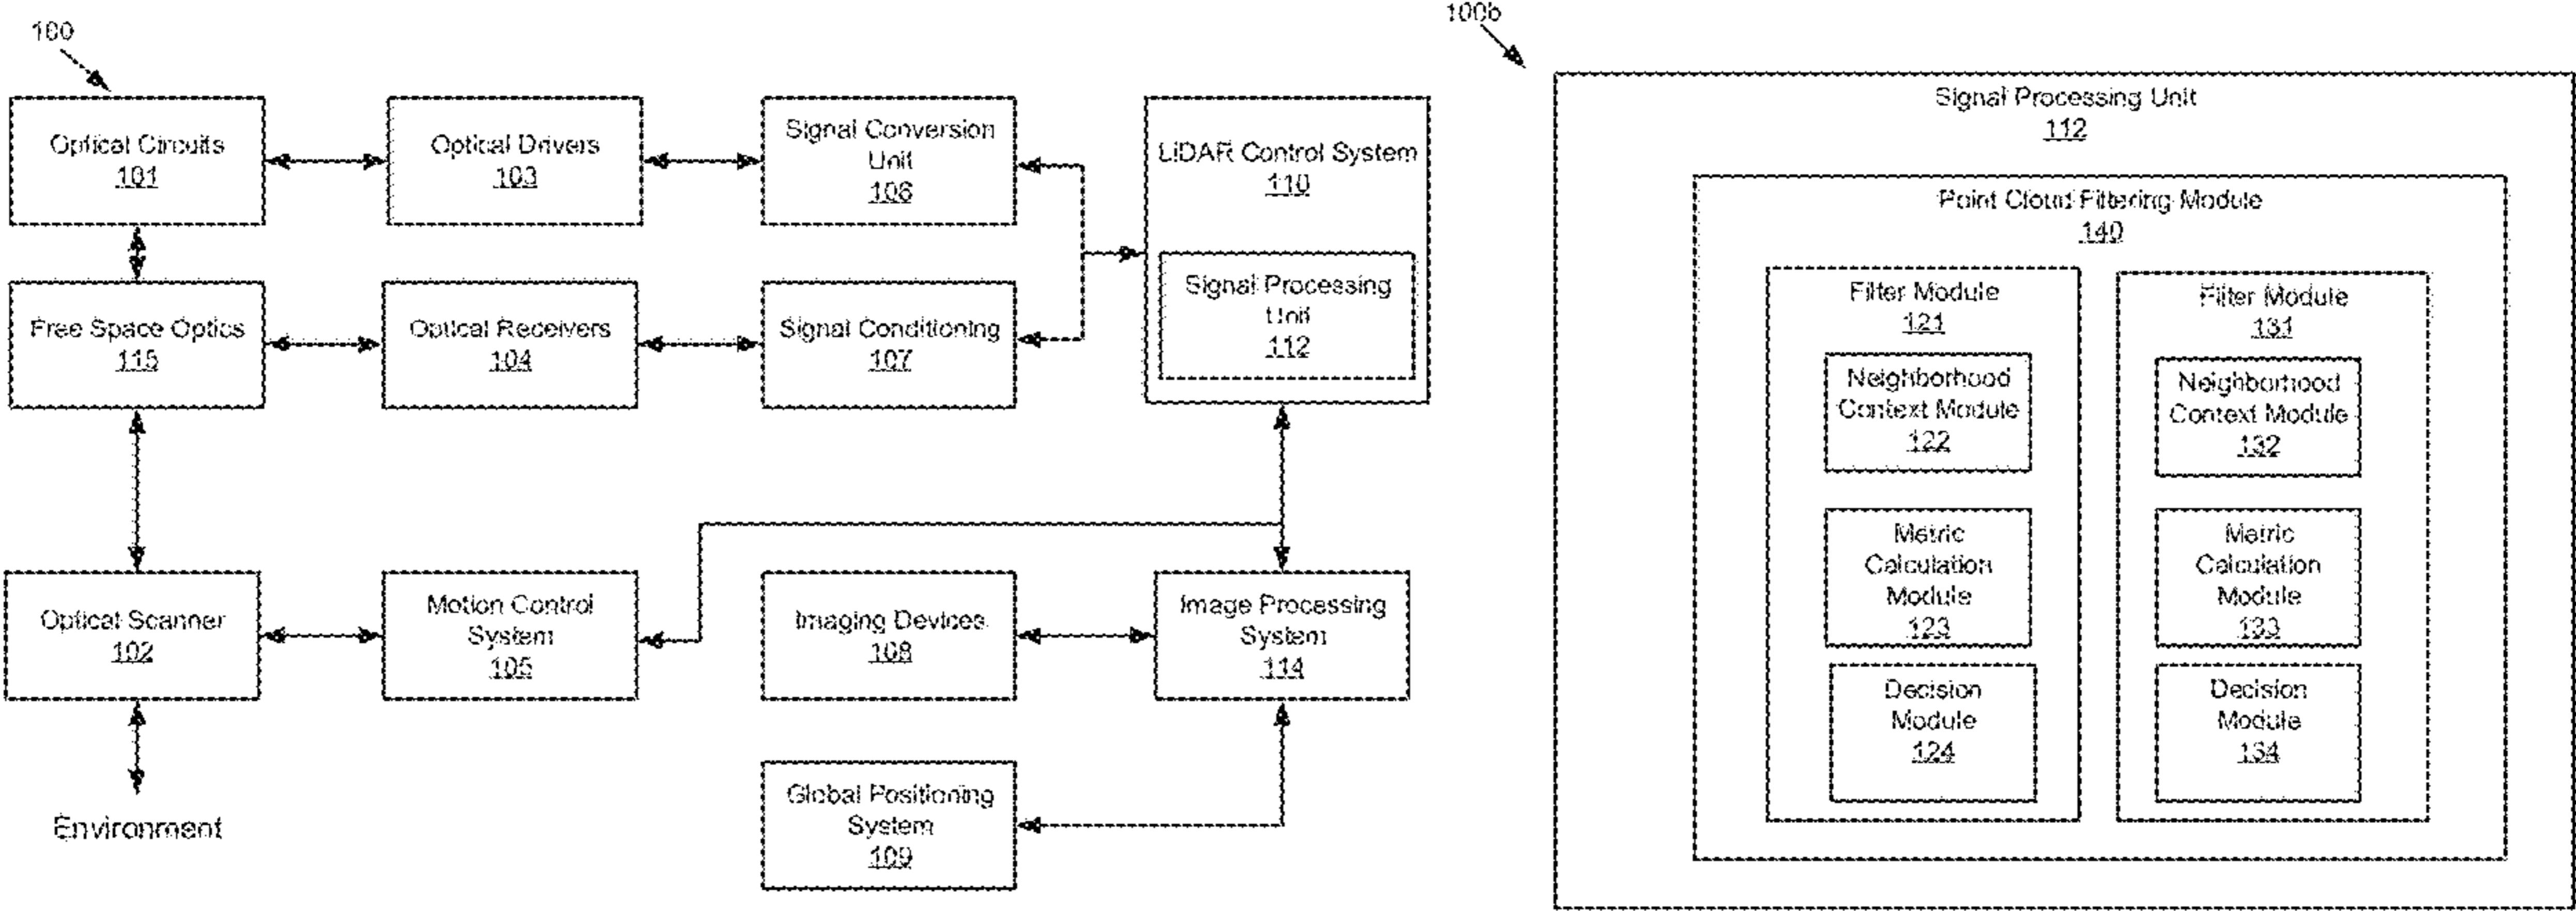 100
Optical Circuits
101
Optical Drivers
103
Signal Conversion
Unit
106
LiDAR Control System
110
Signal Processing
Unit
112
Free Space Optics
115
Optical Receivers
104
Signal Conditioning
107
Optical Scanner
102
Motion Control
System
105
Imaging Devices
108
Image Processing
System
114
Global Positioning
System
109
Environment
100b
Signal Processing Unit
112
Point Cloud Filtering Module
140
Filter Module
121
Neighborhood
Context Module
122
Metric
Calculation
Module
123
Decision
Module
124
Filter Module
131
Neighborhood
Context Module
132
Metric
Calculation
Module
133
Decision
Module
134